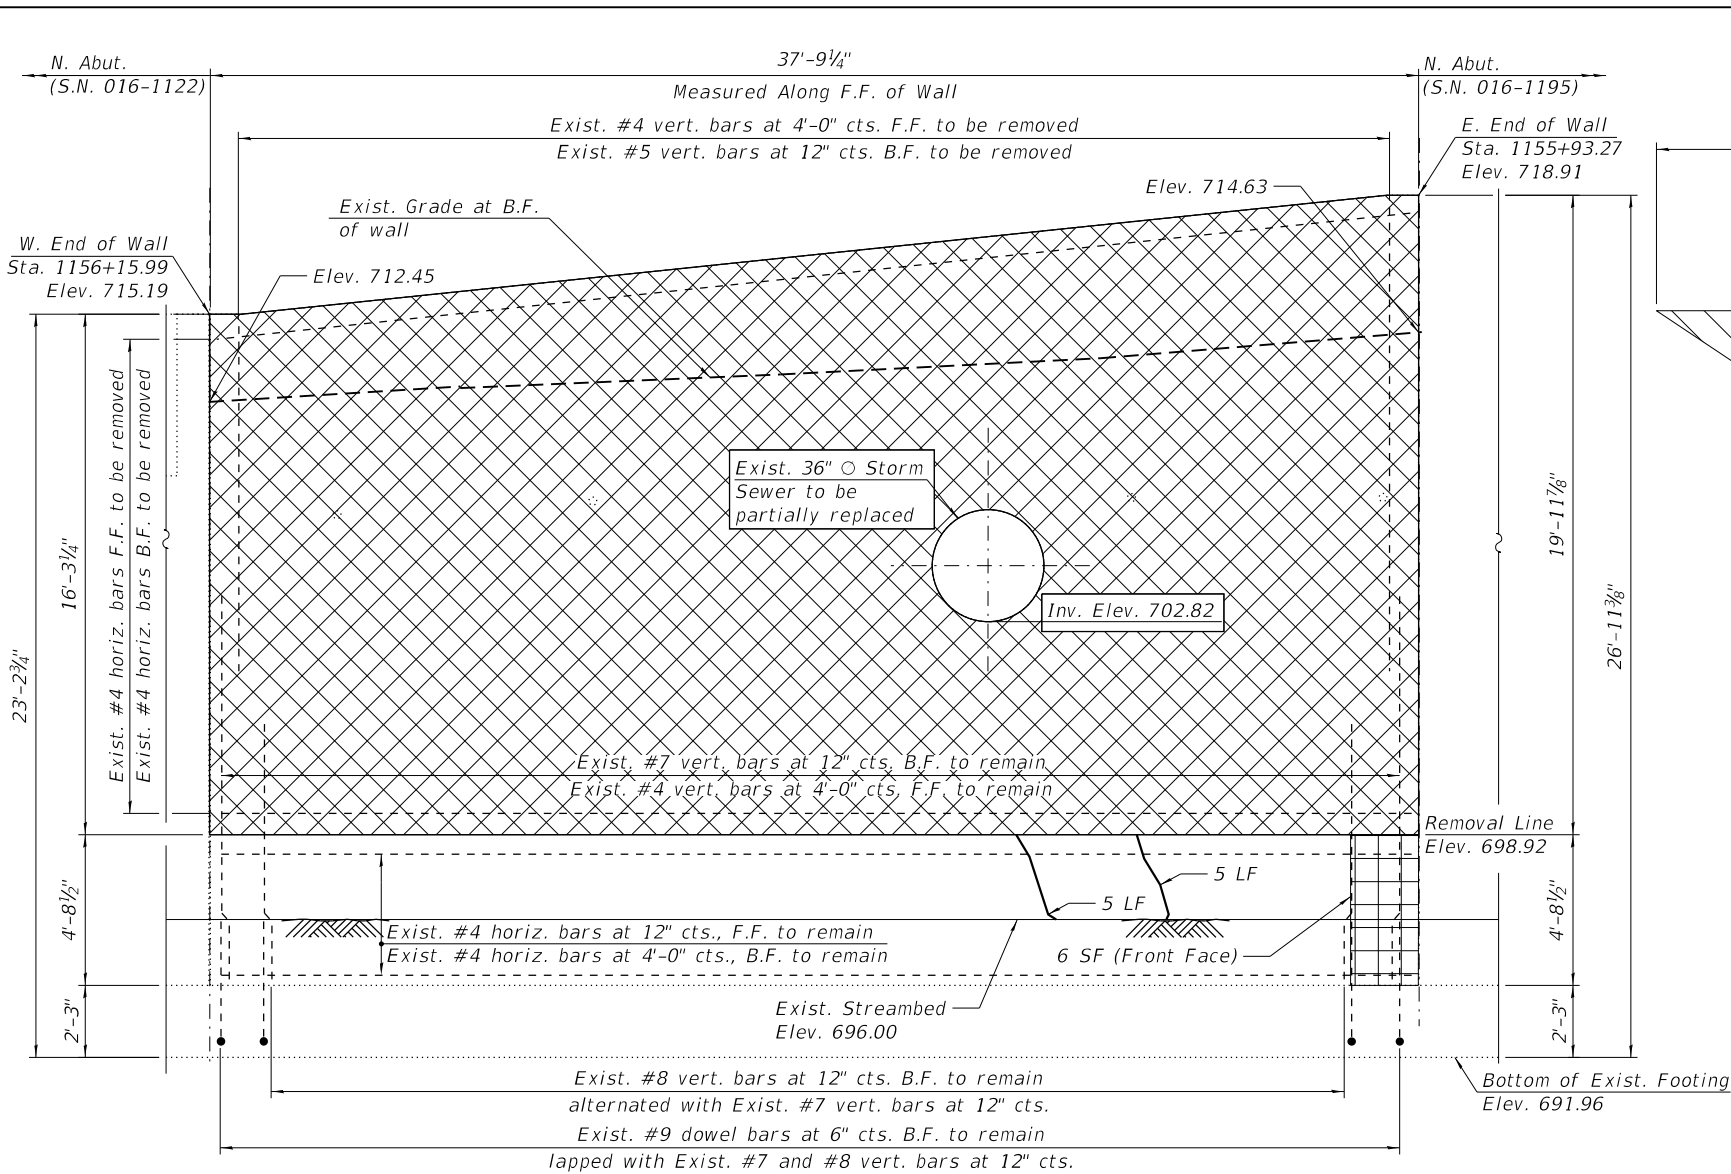 37'-9¼"
Measured Along F.F. of Wall
N. Abut.
(S.N. 016-1122)
N. Abut.
(S.N. 016-1195)
Exist. #4 vert. bars at 4'-0" cts. F.F. to be removed
Exist. #5 vert. bars at 12" cts. B.F. to be removed
E. End of Wall
Sta. 1155+93.27
Elev. 718.91
Elev. 714.63
Exist. Grade at B.F.
of wall
W. End of Wall
Sta. 1156+15.99
Elev. 715.19
Elev. 712.45
Exist. #4 horiz. bars F.F. to be removed
Exist. #4 horiz. bars B.F. to be removed
16'-3¼"
23'-2¾"
4'-8½"
2'-3"
Exist. 36" ○ Storm
Sewer to be
partially replaced
Inv. Elev. 702.82
19'-11⅞"
26'-11⅜"
4'-8½"
2'-3"
Exist. #7 vert. bars at 12" cts. B.F. to remain
Exist. #4 vert. bars at 4'-0" cts. F.F. to remain
Removal Line
Elev. 698.92
5 LF
5 LF
Exist. #4 horiz. bars at 12" cts., F.F. to remain
Exist. #4 horiz. bars at 4'-0" cts., B.F. to remain
6 SF (Front Face)
Exist. Streambed
Elev. 696.00
Exist. #8 vert. bars at 12" cts. B.F. to remain
alternated with Exist. #7 vert. bars at 12" cts.
Exist. #9 dowel bars at 6" cts. B.F. to remain
lapped with Exist. #7 and #8 vert. bars at 12" cts.
Bottom of Exist. Footing
Elev. 691.96